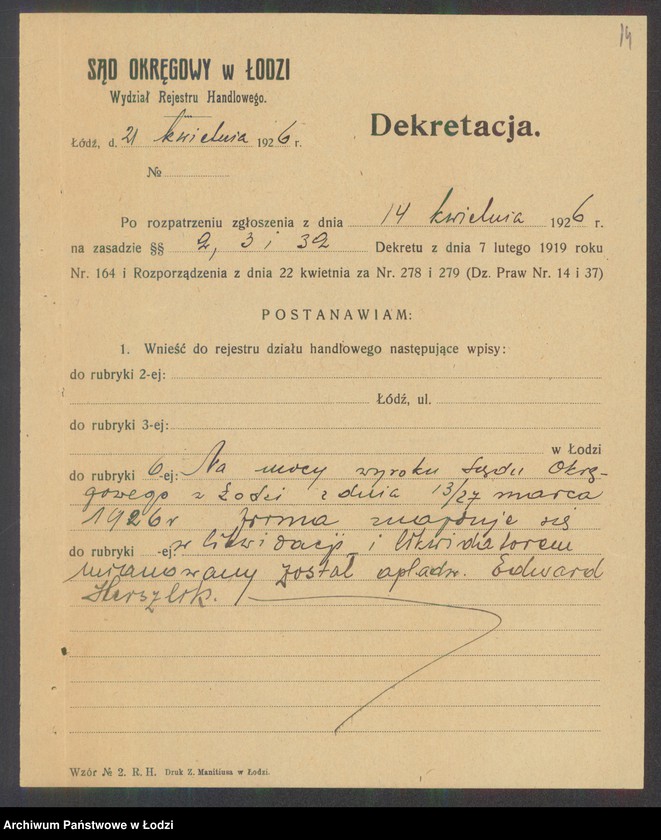 14
SĄD OKRĘGOWY w ŁODZI
Wydział Rejestru Handlowego.
Dekretacja.
Łódź, d. 21 kwietnia 1926 r.
№
Po rozpatrzeniu zgłoszenia z dnia 14 kwietnia 1926 r.
na zasadzie §§ 2, 3 i 32 Dekretu z dnia 7 lutego 1919 roku
Nr. 164 i Rozporządzenia z dnia 22 kwietnia za Nr. 278 i 279 (Dz. Praw Nr. 14 i 37)
POSTANAWIAM:
1. Wnieść do rejestru działu handlowego następujące wpisy:
do rubryki 2-ej:
Łódź, ul.
do rubryki 3-ej:
w Łodzi
do rubryki 6-ej: Na mocy wyroku Sądu Okrę-
gowego w Łodzi z dnia 13/27 marca
1926 r firma znajduje się
do rubryki -ej: w likwidacji i likwidatorem
mianowany został apl. adw. Edward
Herszlik.
Wzór № 2. R. H. Druk Z. Manitiusa w Łodzi.
Archiwum Państwowe w Łodzi